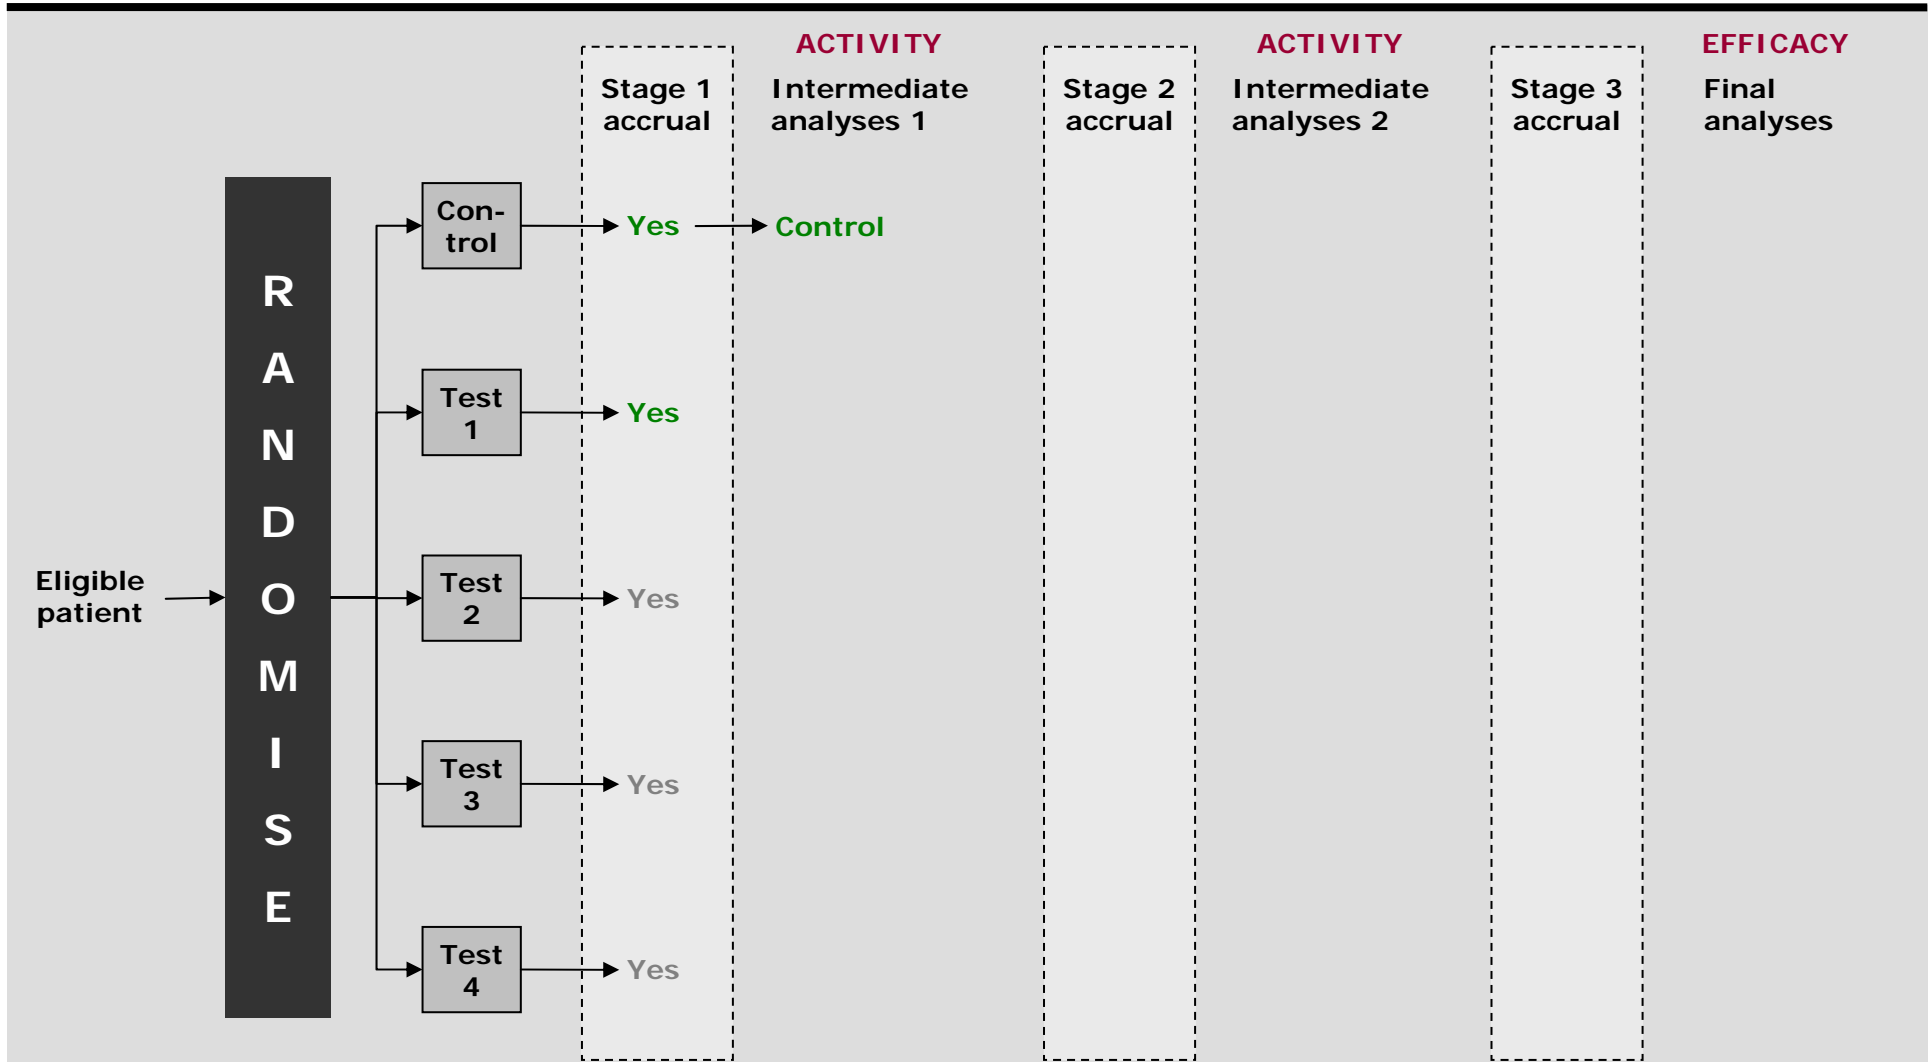 ACTIVITY
ACTIVITY
EFFICACY
Stage 1
accrual
Intermediate
analyses 1
Stage 2
accrual
Intermediate
analyses 2
Stage 3
accrual
Final
analyses
Eligible
patient
R
A
N
D
O
M
I
S
E
Con-
trol
Yes
Control
Test
1
Yes
Test
2
Yes
Test
3
Yes
Test
4
Yes